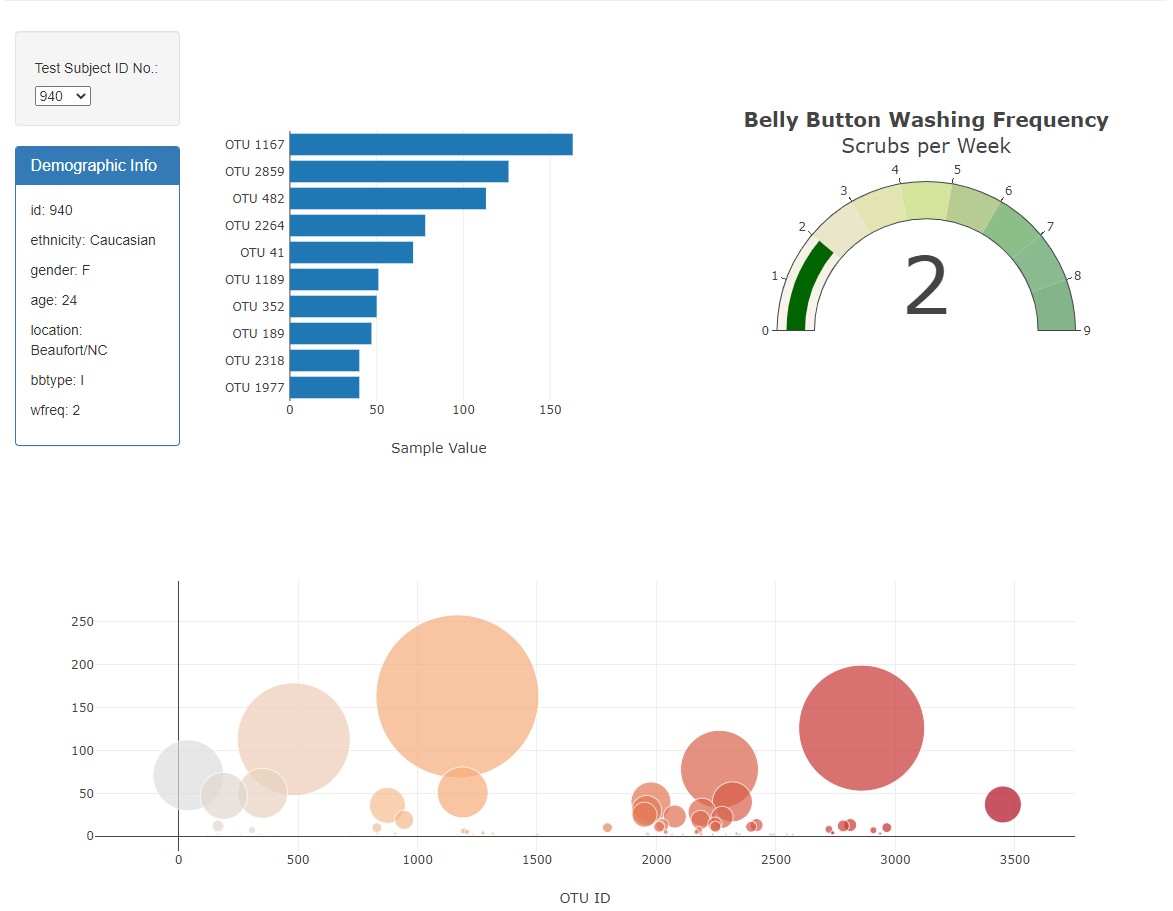 Test Subject ID No.:
940
Demographic Info
id: 940
ethnicity: Caucasian
gender: F
age: 24
location:
Beaufort/NC
bbtype: I
wfreq: 2
OTU 1167
OTU 2859
OTU 482
OTU 2264
OTU 41
OTU 1189
OTU 352
OTU 189
OTU 2318
OTU 1977
0 50 100 150
Sample Value
Belly Button Washing Frequency
Scrubs per Week
0
1
2
3
4
5
6
7
8
9
2
250
200
150
100
50
0
0 500 1000 1500 2000 2500 3000 3500
OTU ID